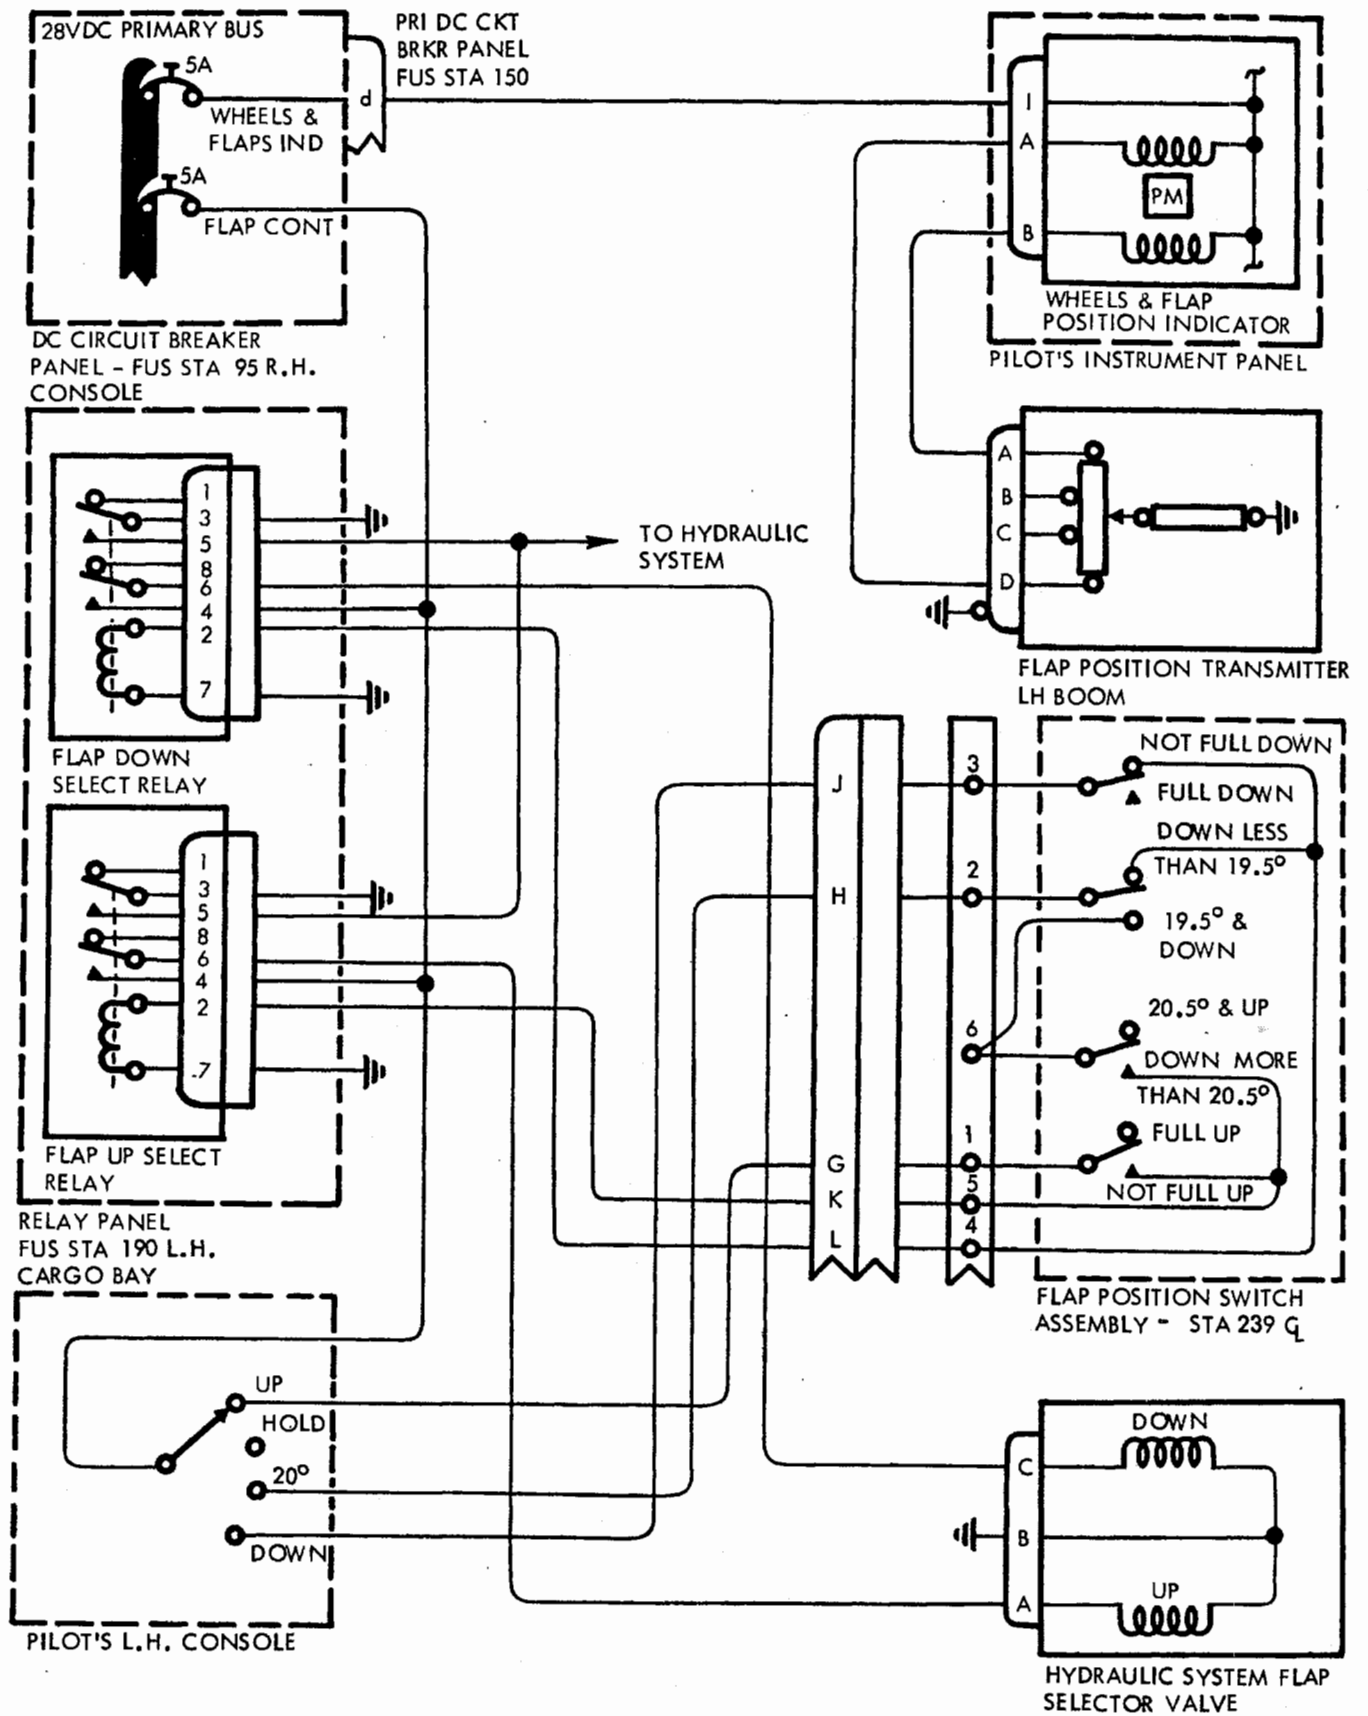 28VDC PRIMARY BUS
5A
WHEELS &
FLAPS IND
5A
FLAP CONT
d
PRI DC CKT
BRKR PANEL
FUS STA 150
DC CIRCUIT BREAKER
PANEL - FUS STA 95 R.H.
CONSOLE
I
A
B
PM
WHEELS & FLAP
POSITION INDICATOR
PILOT'S INSTRUMENT PANEL
1
3
5
8
6
4
2
7
FLAP DOWN
SELECT RELAY
TO HYDRAULIC
SYSTEM
A
B
C
D
FLAP POSITION TRANSMITTER
LH BOOM
1
3
5
8
6
4
2
7
FLAP UP SELECT
RELAY
RELAY PANEL
FUS STA 190 L.H.
CARGO BAY
J
H
G
K
L
3
2
6
1
5
4
NOT FULL DOWN
FULL DOWN
DOWN LESS
THAN 19.5°
19.5° &
DOWN
20.5° & UP
DOWN MORE
THAN 20.5°
FULL UP
NOT FULL UP
FLAP POSITION SWITCH
ASSEMBLY - STA 239 ℄
UP
HOLD
20°
DOWN
PILOT'S L.H. CONSOLE
C
B
A
DOWN
UP
HYDRAULIC SYSTEM FLAP
SELECTOR VALVE